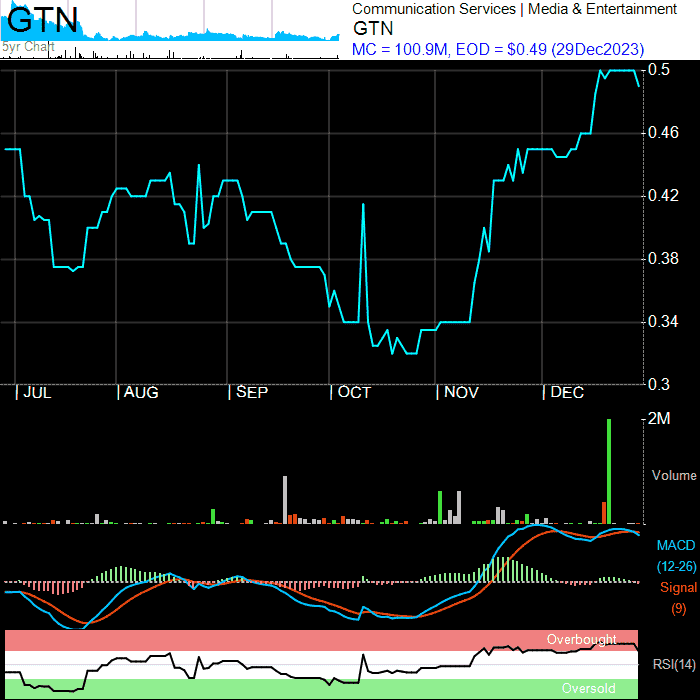 GTN
5yr Chart
Communication Services | Media & Entertainment
GTN
MC = 100.9M, EOD = $0.49 (29Dec2023)
0.5
0.46
0.42
0.38
0.34
0.3
JUL AUG SEP OCT NOV DEC
2M
Volume
MACD
(12-26)
Signal
(9)
Overbought
RSI(14)
Oversold